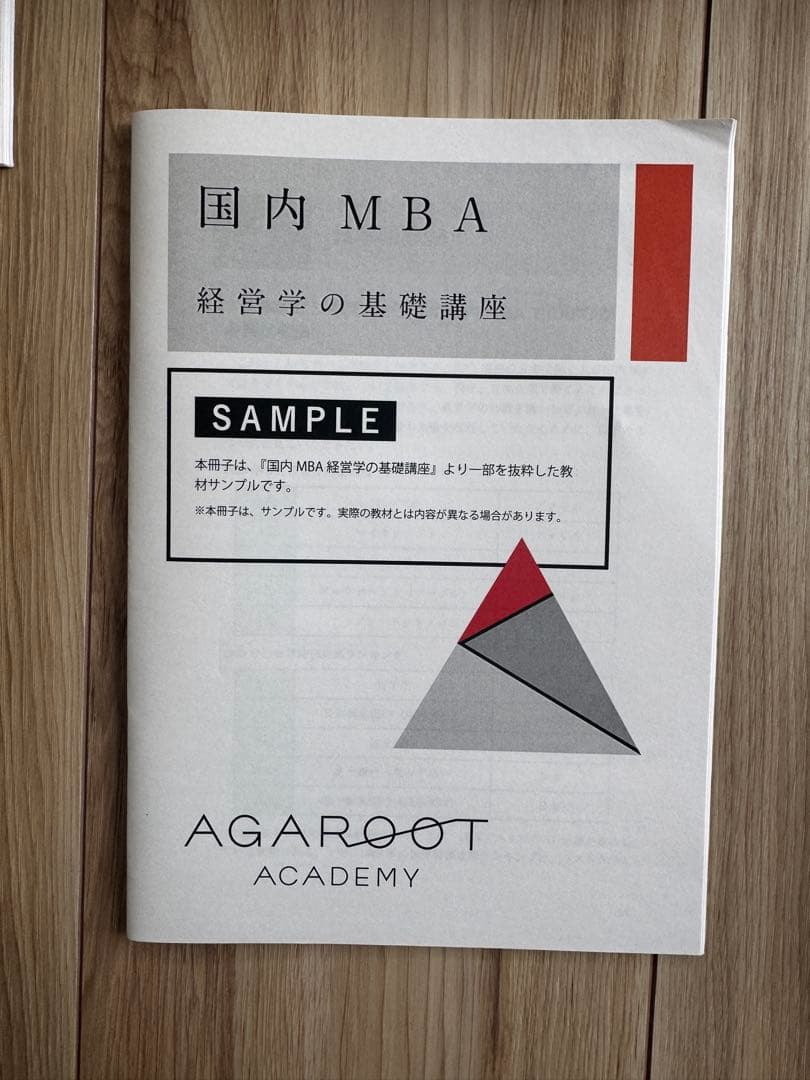 国内 MBA
経営学の基礎講座
SAMPLE
本冊子は、『国内 MBA 経営学の基礎講座』より一部を抜粋した教
材サンプルです。
※本冊子は、サンプルです。実際の教材とは内容が異なる場合があります。
AGAROOT
ACADEMY